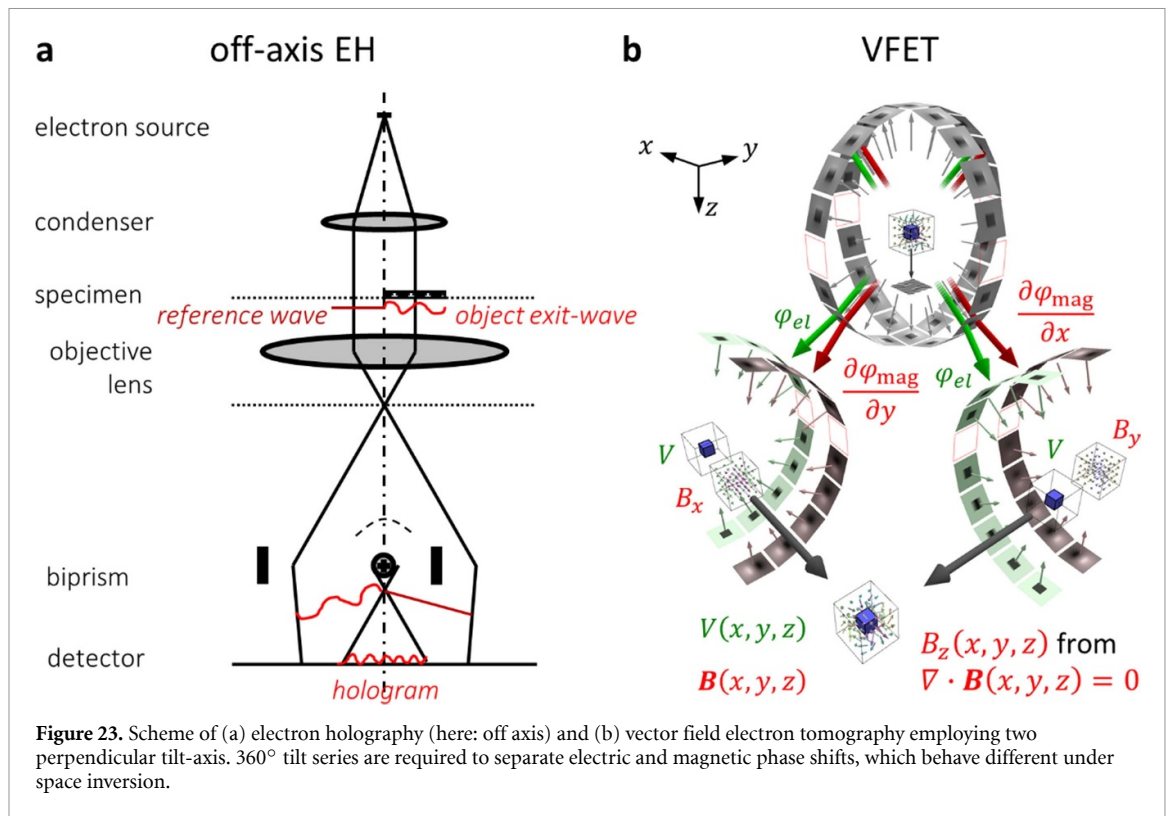 a
off-axis EH
electron source
condenser
specimen
reference wave
object exit-wave
objective
lens
biprism
detector
hologram
b
VFET
x
y
z
φ_el
∂φ_mag/∂y
φ_el
∂φ_mag/∂x
V
B_x
V
B_y
V(x,y,z)
B(x,y,z)
B_z(x,y,z) from
∇ · B(x,y,z) = 0
Figure 23. Scheme of (a) electron holography (here: off axis) and (b) vector field electron tomography employing two
perpendicular tilt-axis. 360° tilt series are required to separate electric and magnetic phase shifts, which behave different under
space inversion.